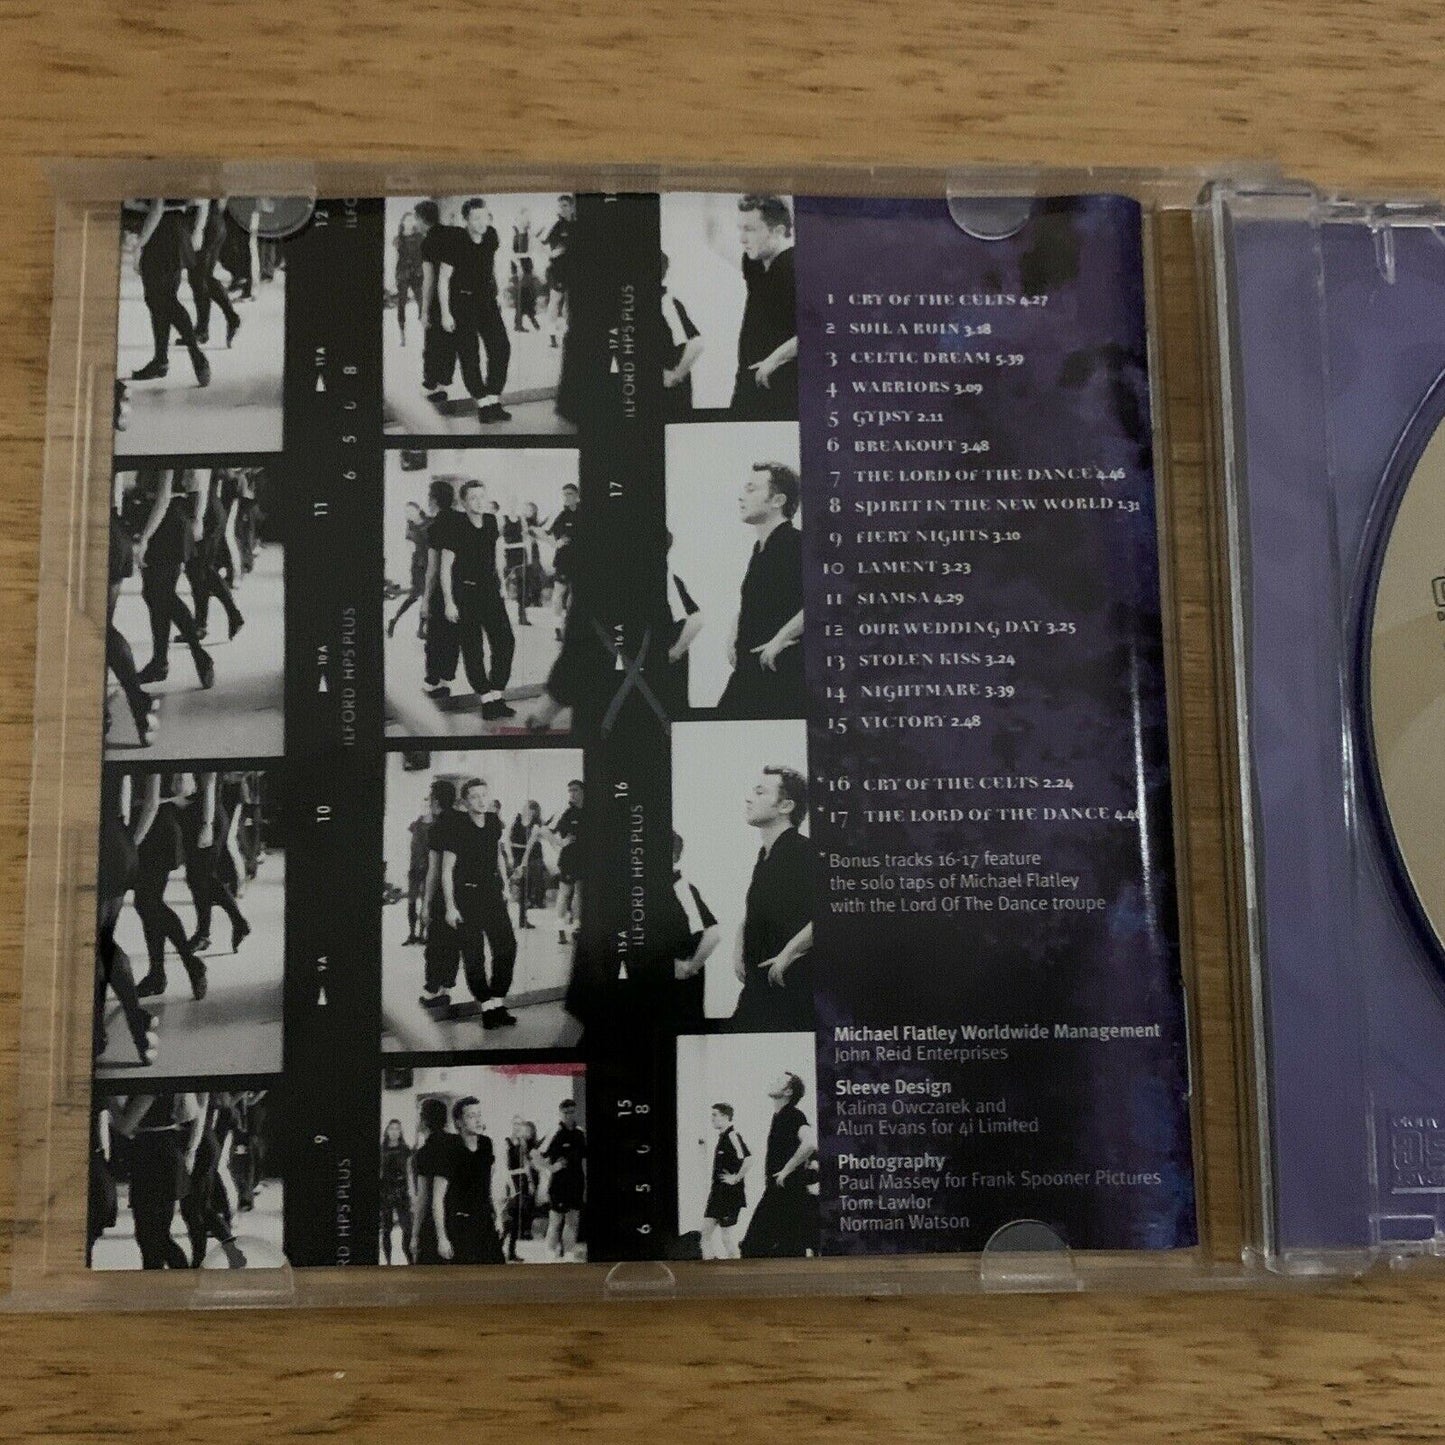 1 CRY OF THE CELTS 4.27
2 SUIL A RUIN 3.18
3 CELTIC DREAM 5.39
4 WARRIORS 3.09
5 GYPSY 2.11
6 BREAKOUT 3.48
7 THE LORD OF THE DANCE 4.46
8 SPIRIT IN THE NEW WORLD 1.31
9 FIERY NIGHTS 3.10
10 LAMENT 3.23
11 SIAMSA 4.29
12 OUR WEDDING DAY 3.25
13 STOLEN KISS 3.24
14 NIGHTMARE 3.39
15 VICTORY 2.48
*16 CRY OF THE CELTS 2.24
*17 THE LORD OF THE DANCE
*Bonus tracks 16-17 feature
the solo taps of Michael Flatley
with the Lord Of The Dance troupe
Michael Flatley Worldwide Management
John Reid Enterprises
Sleeve Design
Kalina Owczarek and
Alun Evans for 4i Limited
Photography
Paul Massey for Frank Spooner Pictures
Tom Lawlor
Norman Watson
12
11A
6 5 0 8
11
10A
ILFORD HP5 PLUS
10
9A
9
17A
ILFORD HP5 PLUS
17
16A
16
15A
ILFORD HP5 PLUS
15
6 5 0 8